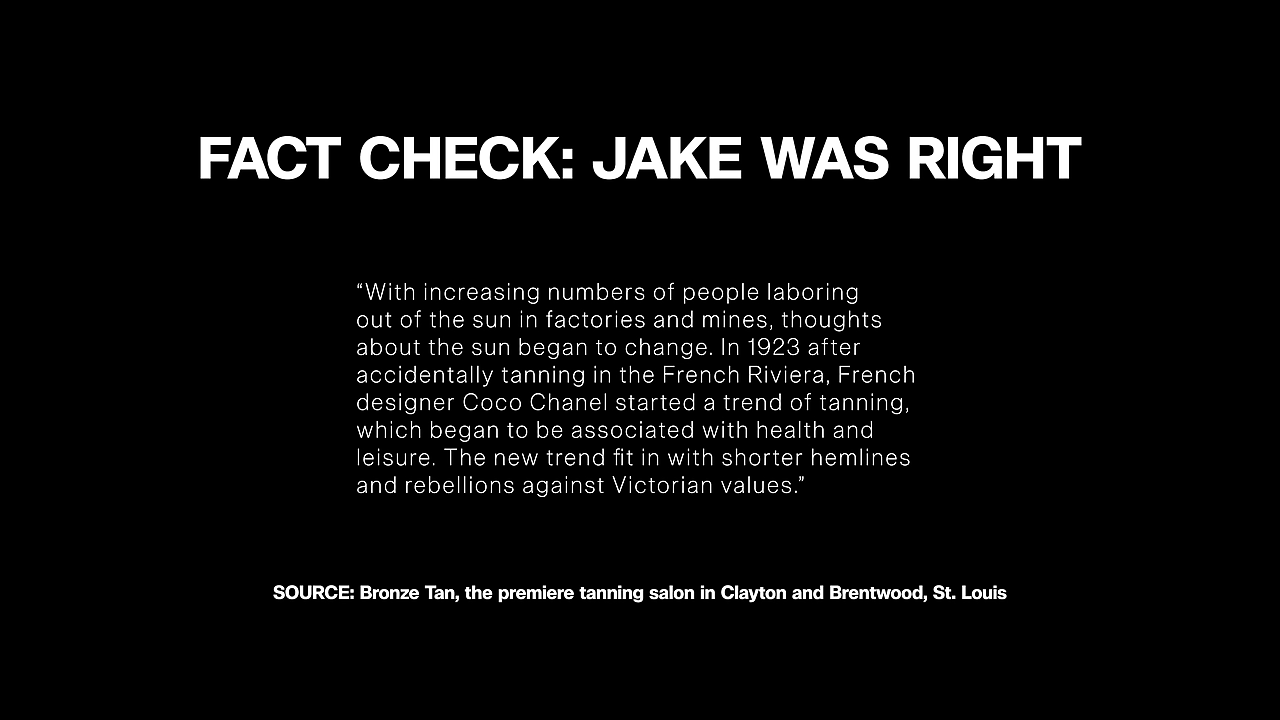 FACT CHECK: JAKE WAS RIGHT
“With increasing numbers of people laboring
out of the sun in factories and mines, thoughts
about the sun began to change. In 1923 after
accidentally tanning in the French Riviera, French
designer Coco Chanel started a trend of tanning,
which began to be associated with health and
leisure. The new trend fit in with shorter hemlines
and rebellions against Victorian values.”
SOURCE: Bronze Tan, the premiere tanning salon in Clayton and Brentwood, St. Louis